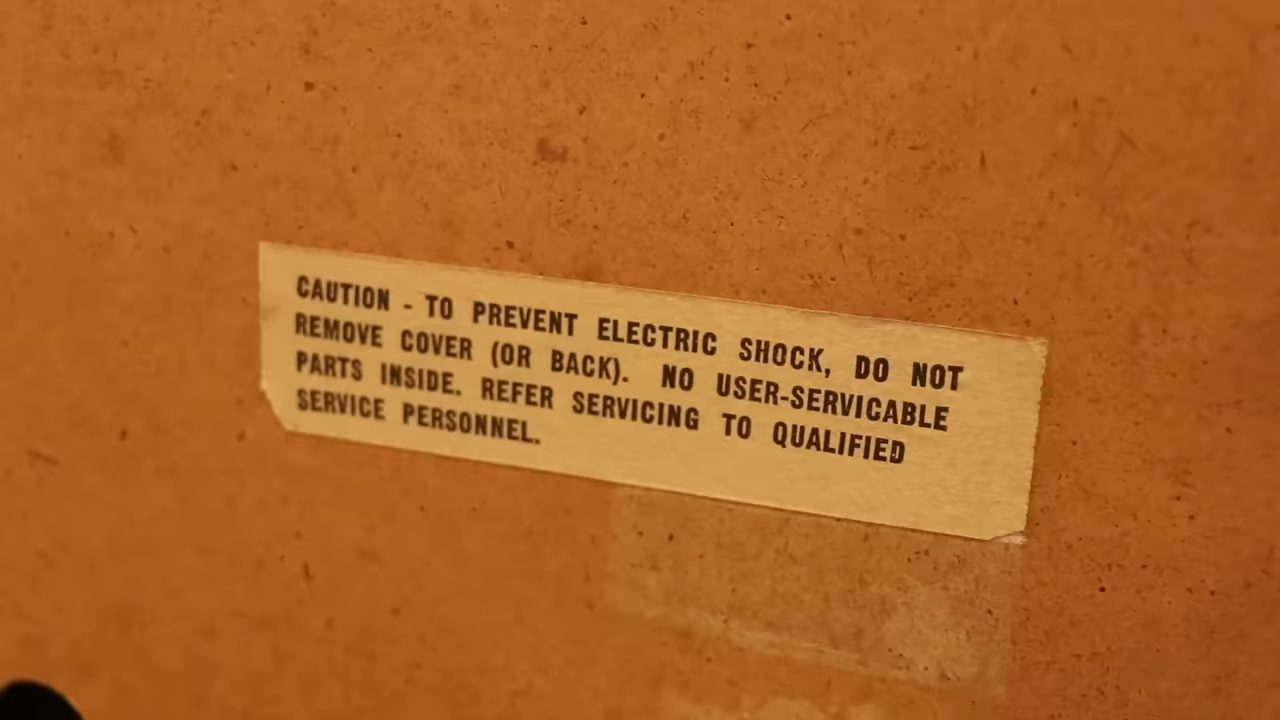 CAUTION - TO PREVENT ELECTRIC SHOCK, DO NOT
REMOVE COVER (OR BACK). NO USER-SERVICABLE
PARTS INSIDE. REFER SERVICING TO QUALIFIED
SERVICE PERSONNEL.